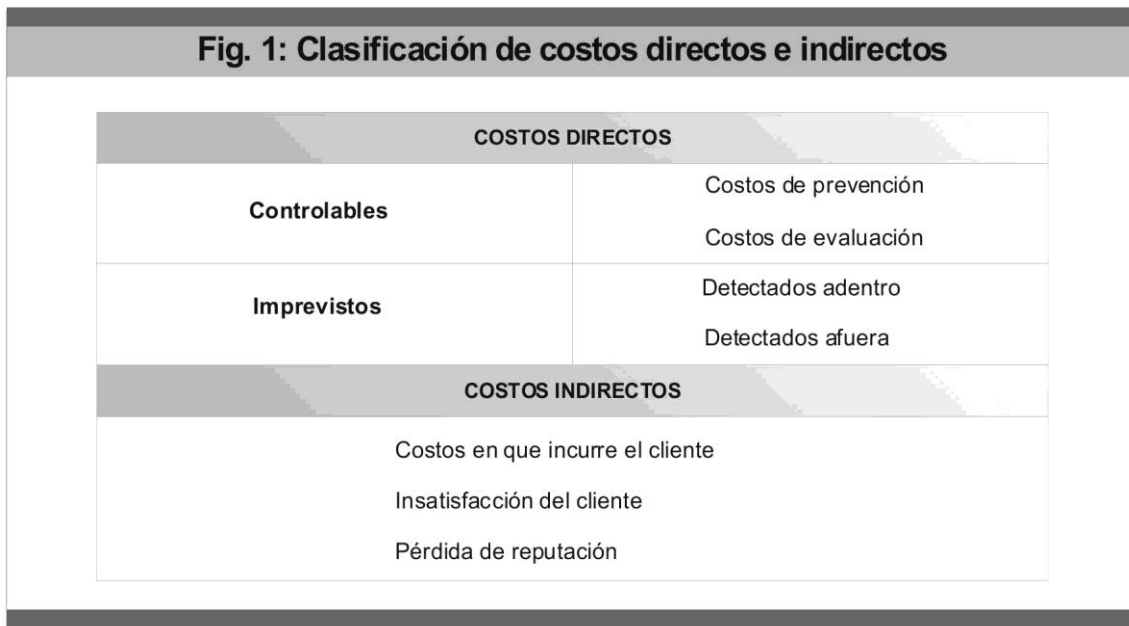 Fig. 1: Clasificación de costos directos e indirectos
COSTOS DIRECTOS
Controlables
Costos de prevención
Costos de evaluación
Imprevistos
Detectados adentro
Detectados afuera
COSTOS INDIRECTOS
Costos en que incurre el cliente
Insatisfacción del cliente
Pérdida de reputación